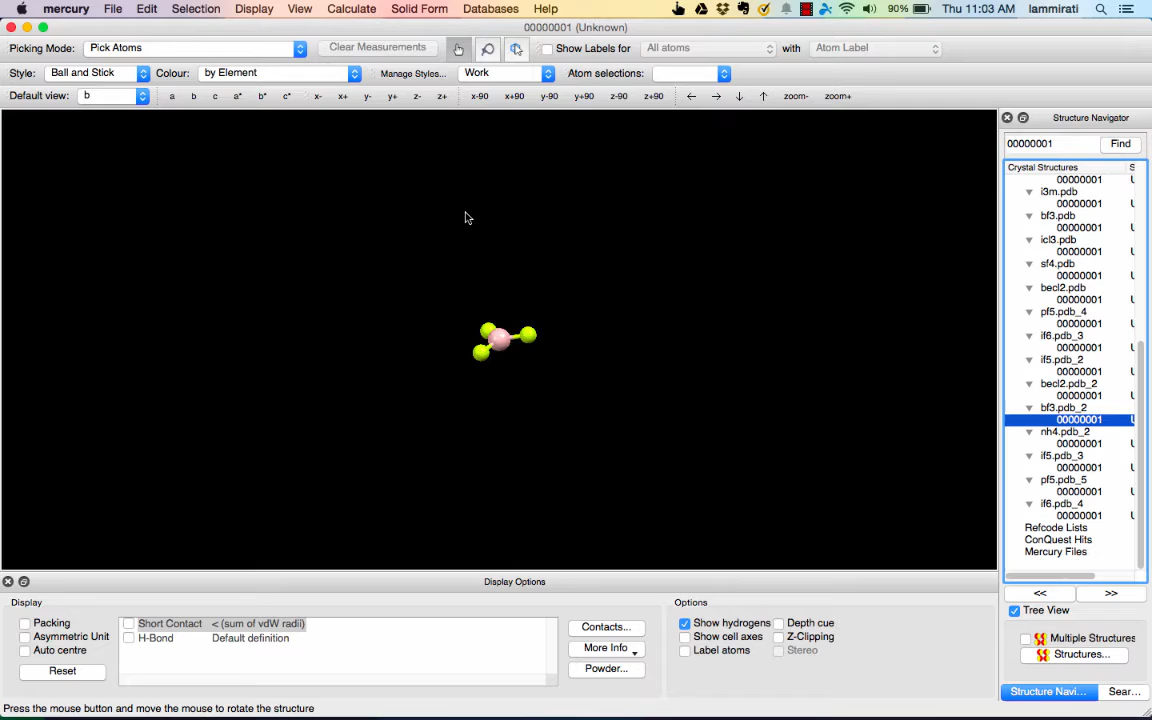 mercury File Edit Selection Display View Calculate Solid Form Databases Help 90% Thu 11:03 AM lammirati
00000001 (Unknown)
Picking Mode: Pick Atoms Clear Measurements Show Labels for All atoms with Atom Label
Style: Ball and Stick Colour: by Element Manage Styles... Work Atom selections:
Default view: b a b c a* b* c* x- x+ y- y+ z- z+ x-90 x+90 y-90 y+90 z-90 z+90 zoom- zoom+
Structure Navigator
00000001 Find
Crystal Structures S
00000001
i3m.pdb
00000001
bf3.pdb
00000001
icl3.pdb
00000001
sf4.pdb
00000001
becl2.pdb
00000001
pf5.pdb_4
00000001
if6.pdb_3
00000001
if5.pdb_2
00000001
becl2.pdb_2
00000001
bf3.pdb_2
00000001
nh4.pdb_2
00000001
if5.pdb_3
00000001
pf5.pdb_5
00000001
if6.pdb_4
00000001
Refcode Lists
ConQuest Hits
Mercury Files
<< >>
Tree View
Multiple Structures
Structures...
Structure Navi... Sear...
Display Options
Display
Packing
Asymmetric Unit
Auto centre
Reset
Short Contact < (sum of vdW radii)
H-Bond Default definition
Contacts...
More Info
Powder...
Options
Show hydrogens Depth cue
Show cell axes Z-Clipping
Label atoms Stereo
Press the mouse button and move the mouse to rotate the structure